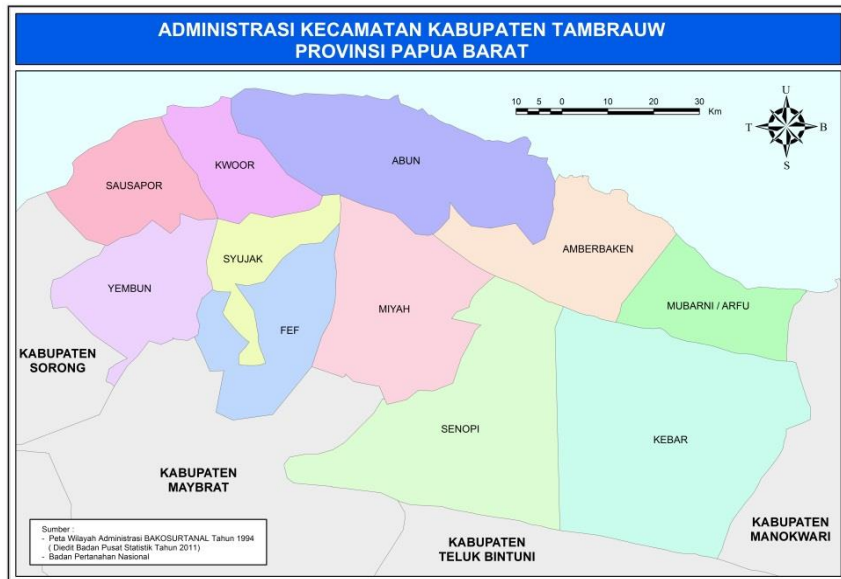 ADMINISTRASI KECAMATAN KABUPATEN TAMBRAUW
PROVINSI PAPUA BARAT
10 5 0 10 20 30
Km
U
T B
S
ABUN
KWOOR
SAUSAPOR
AMBERBAKEN
SYUJAK
YEMBUN
MUBARNI / ARFU
MIYAH
FEF
KABUPATEN
SORONG
SENOPI
KEBAR
KABUPATEN
MAYBRAT
KABUPATEN
MANOKWARI
KABUPATEN
TELUK BINTUNI
Sumber :
- Peta Wilayah Administrasi BAKOSURTANAL Tahun 1994
( Diedit Badan Pusat Statistik Tahun 2011)
- Badan Pertanahan Nasional